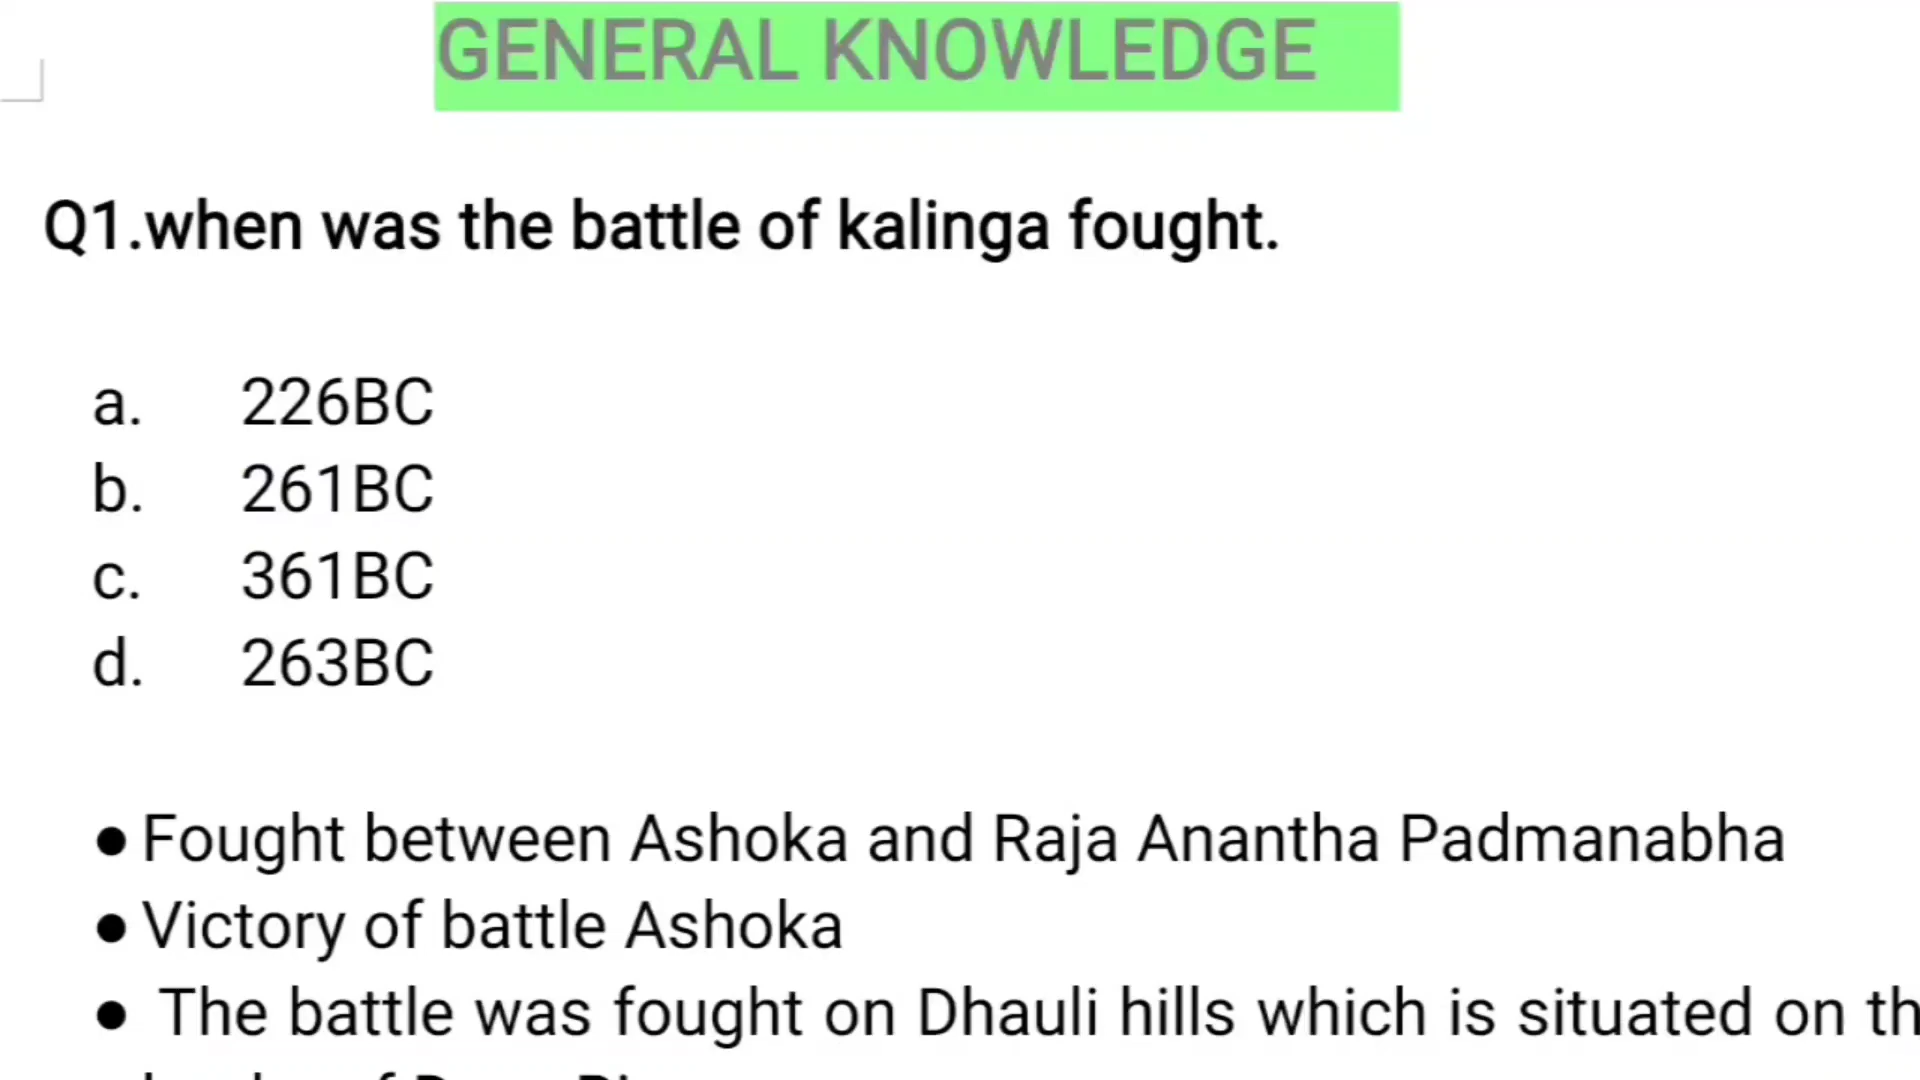 GENERAL KNOWLEDGE
Q1.when was the battle of kalinga fought.
a. 226BC
b. 261BC
c. 361BC
d. 263BC
● Fought between Ashoka and Raja Anantha Padmanabha
● Victory of battle Ashoka
● The battle was fought on Dhauli hills which is situated on th